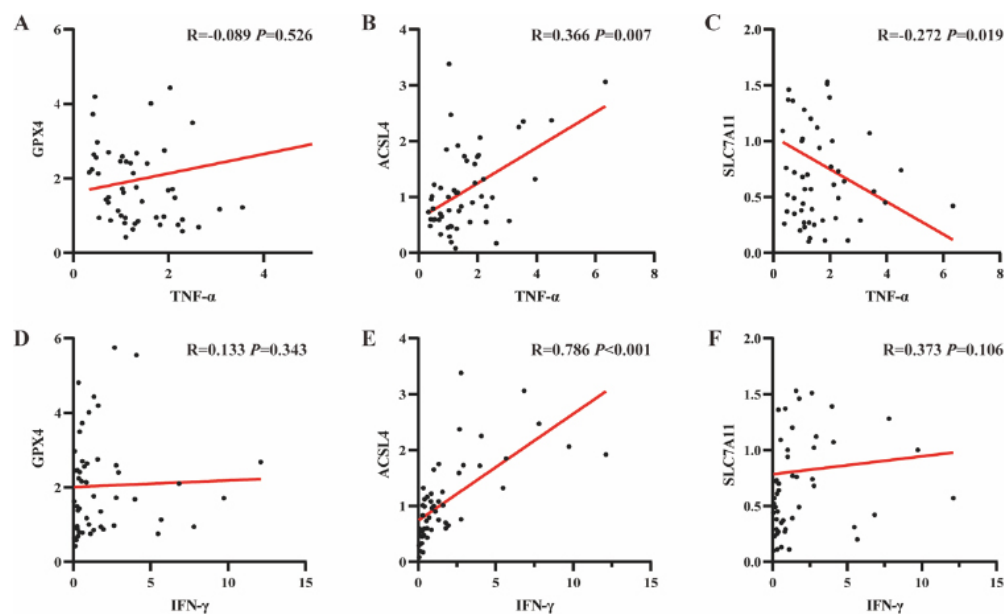 A
R=-0.089 P=0.526
GPX4
6
4
2
0
0
2
4
TNF-α
B
R=0.366 P=0.007
ACSL4
4
3
2
1
0
0
2
4
6
8
TNF-α
C
R=-0.272 P=0.019
SLC7A11
2.0
1.5
1.0
0.5
0.0
0
2
4
6
8
TNF-α
D
R=0.133 P=0.343
GPX4
6
4
2
0
0
5
10
15
IFN-γ
E
R=0.786 P<0.001
ACSL4
4
3
2
1
0
0
5
10
15
IFN-γ
F
R=0.373 P=0.106
SLC7A11
2.0
1.5
1.0
0.5
0.0
0
5
10
15
IFN-γ